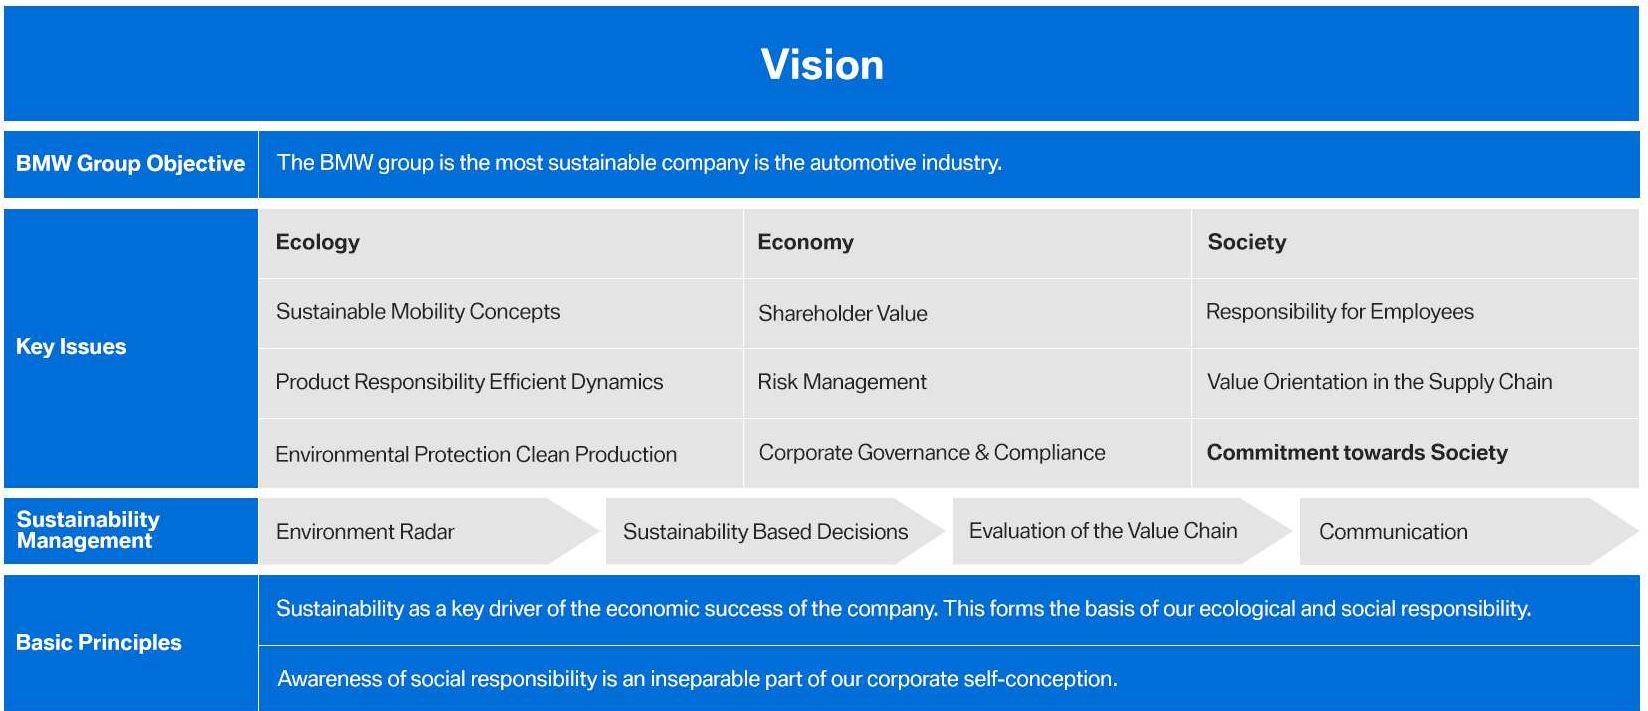 Vision
BMW Group Objective
The BMW group is the most sustainable company is the automotive industry.
Key Issues
Ecology
Economy
Society
Sustainable Mobility Concepts
Shareholder Value
Responsibility for Employees
Product Responsibility Efficient Dynamics
Risk Management
Value Orientation in the Supply Chain
Environmental Protection Clean Production
Corporate Governance & Compliance
Commitment towards Society
Sustainability
Management
Environment Radar
Sustainability Based Decisions
Evaluation of the Value Chain
Communication
Basic Principles
Sustainability as a key driver of the economic success of the company. This forms the basis of our ecological and social responsibility.
Awareness of social responsibility is an inseparable part of our corporate self-conception.